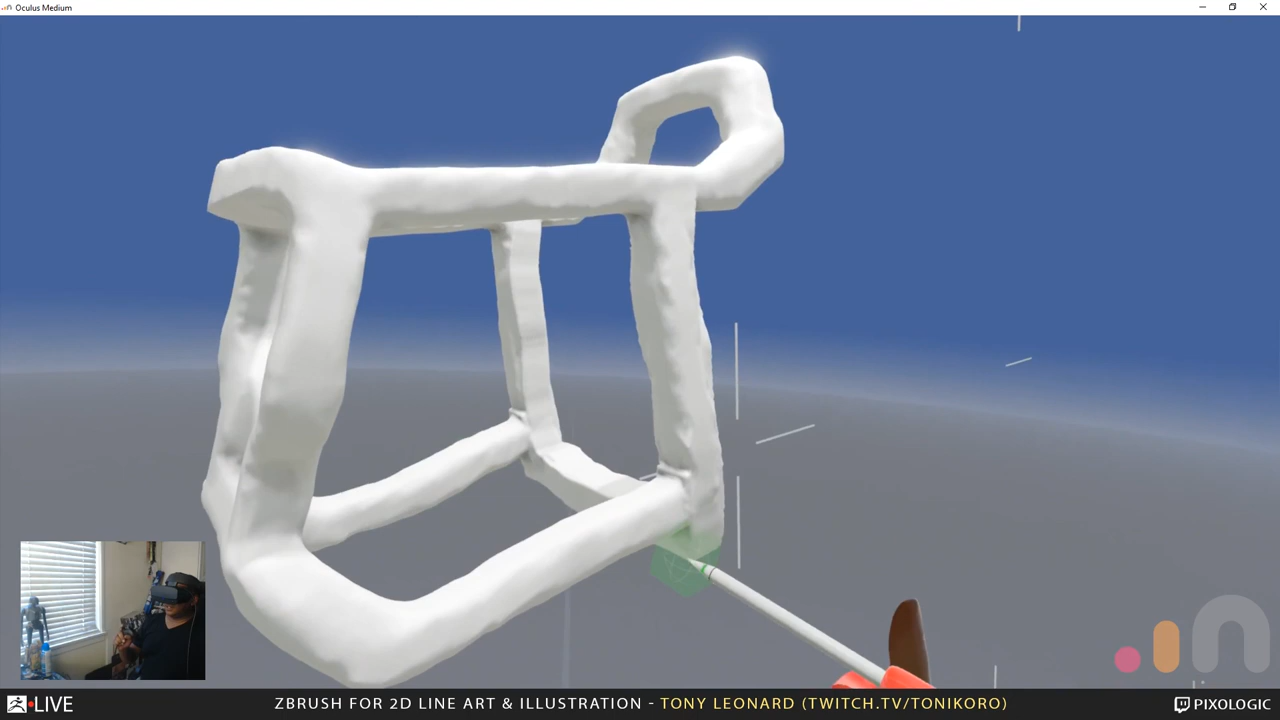 Oculus Medium
LIVE
ZBRUSH FOR 2D LINE ART & ILLUSTRATION - TONY LEONARD (TWITCH.TV/TONIKORO)
PIXOLOGIC